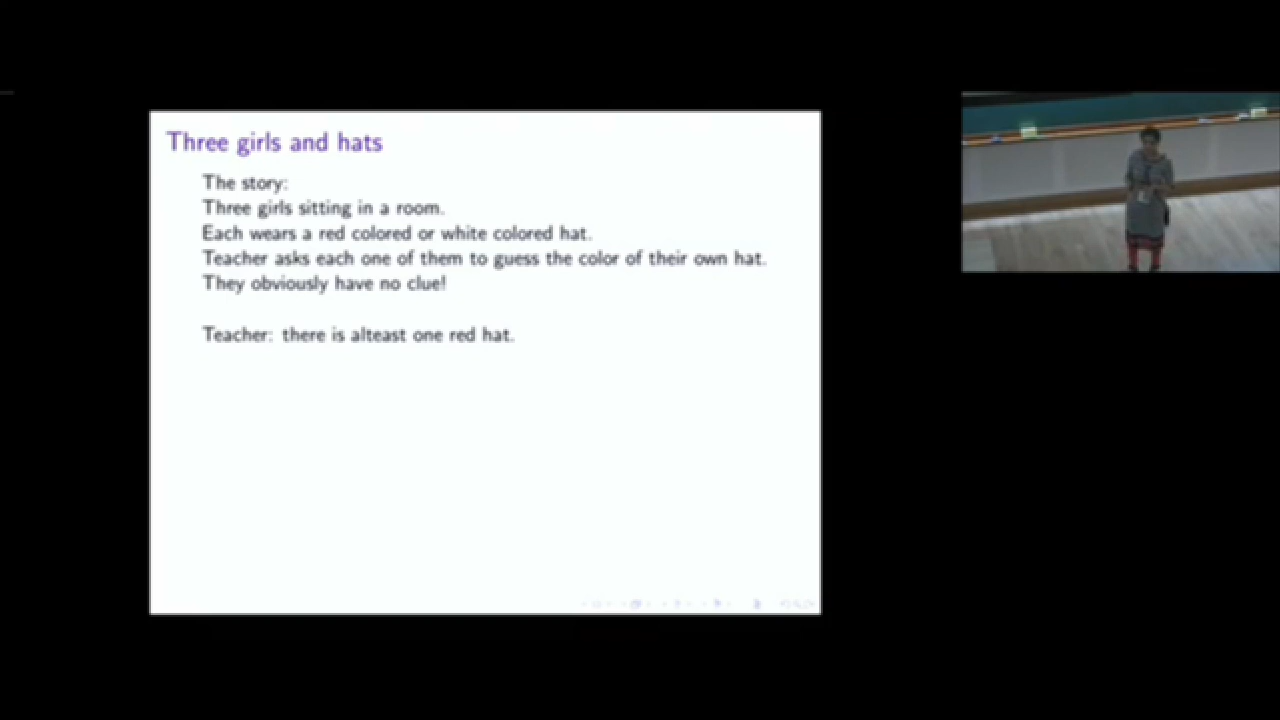 Three girls and hats
The story:
Three girls sitting in a room.
Each wears a red colored or white colored hat.
Teacher asks each one of them to guess the color of their own hat.
They obviously have no clue!
Teacher: there is alteast one red hat.